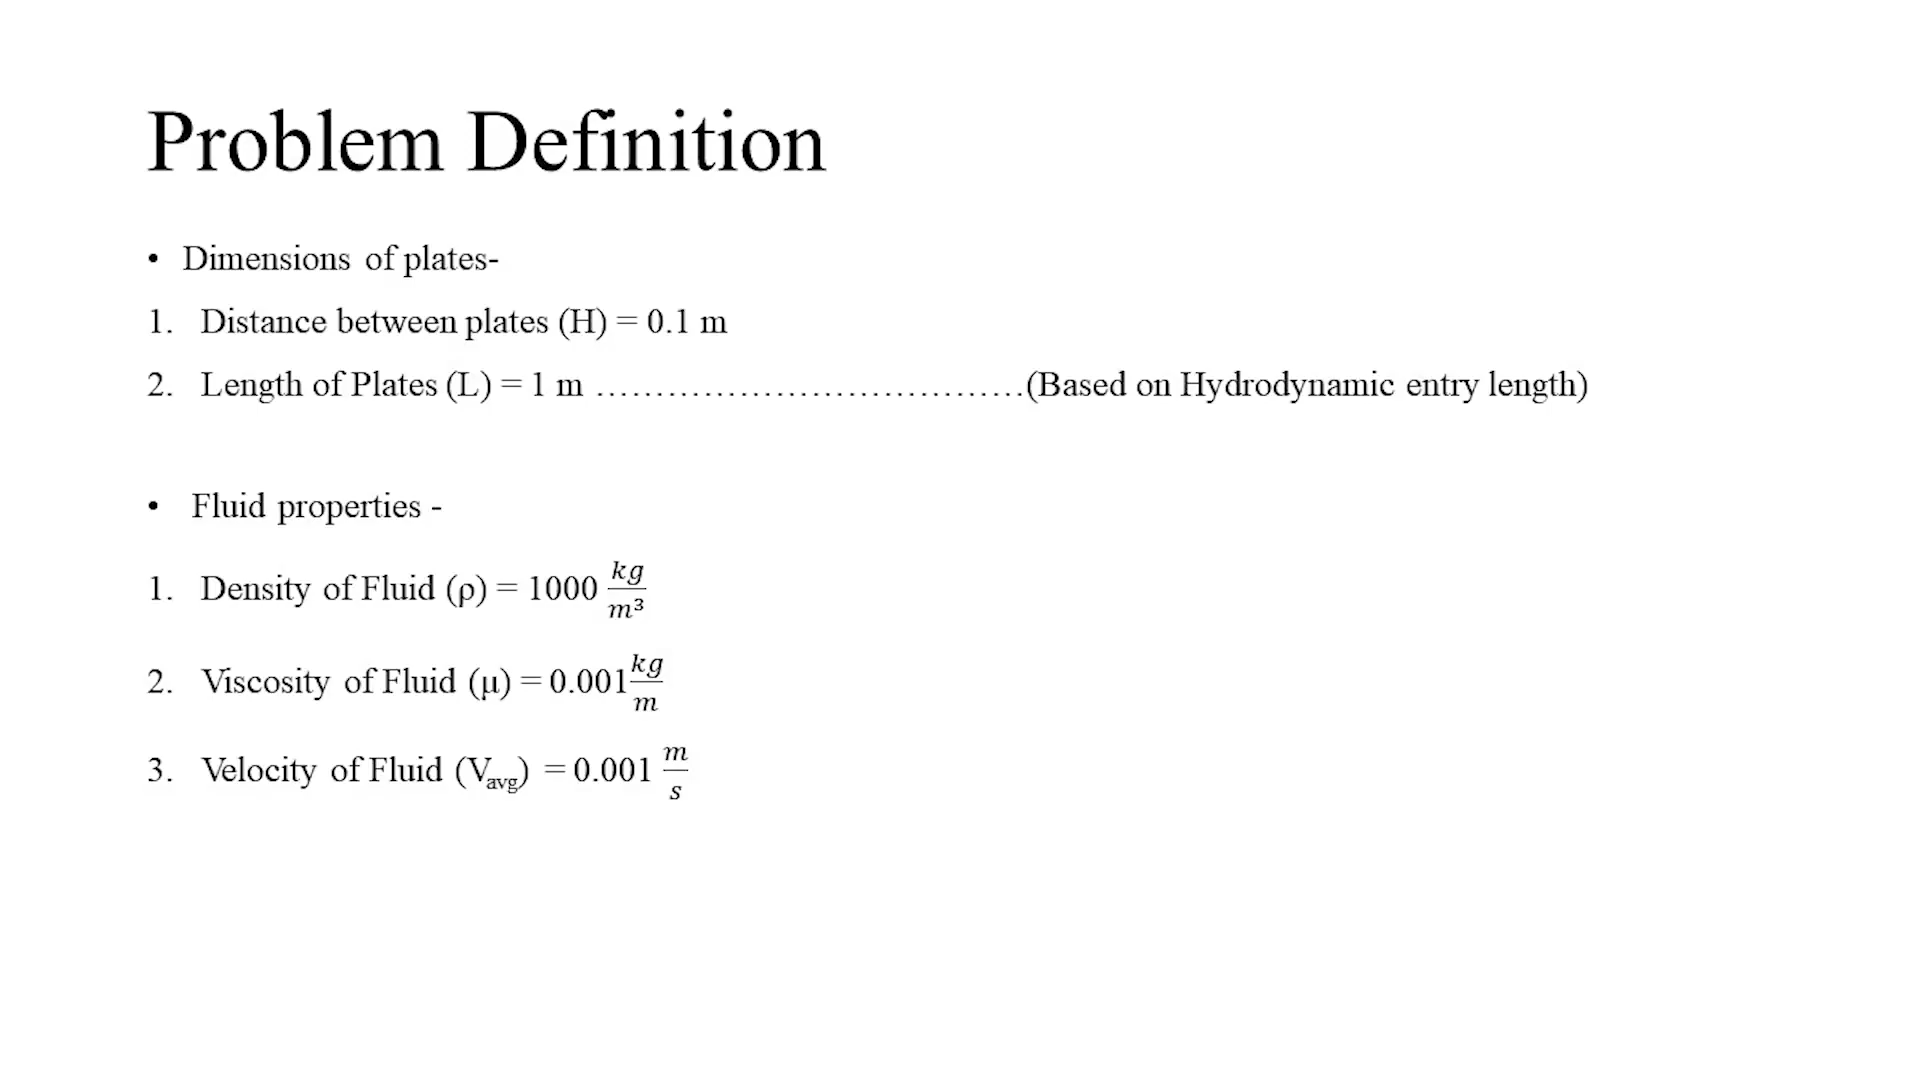 Problem Definition
• Dimensions of plates-
1. Distance between plates (H) = 0.1 m
2. Length of Plates (L) = 1 m ………………………………(Based on Hydrodynamic entry length)
• Fluid properties -
1. Density of Fluid (ρ) = 1000 kg/m³
2. Viscosity of Fluid (μ) = 0.001 kg/m
3. Velocity of Fluid (Vavg) = 0.001 m/s